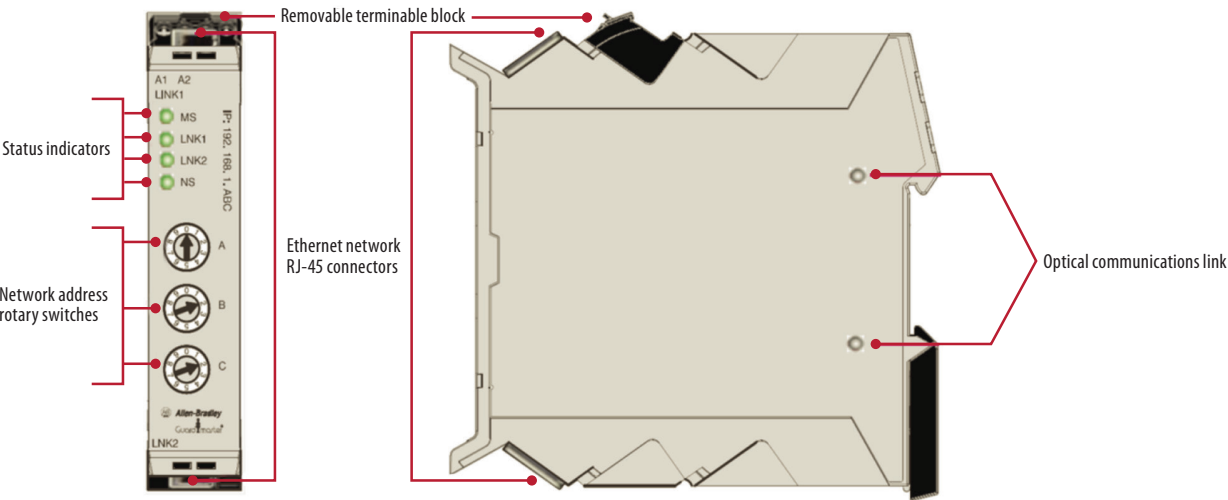 Removable terminable block
A1 A2
LINK1
MS
LNK1
LNK2
NS
IP: 192. 168. 1. ABC
Status indicators
A
B
C
Network address
rotary switches
Ethernet network
RJ-45 connectors
Optical communications link
Allen-Bradley
Guardmaster
LNK2